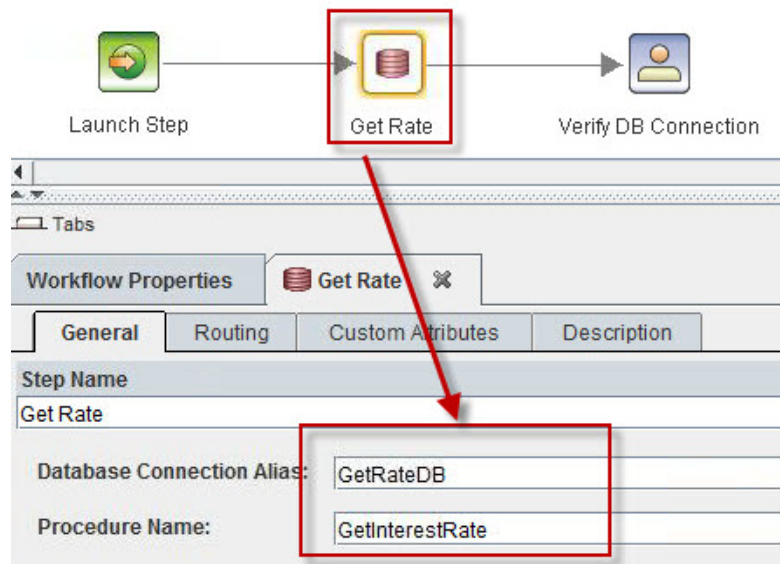 Launch Step Get Rate Verify DB Connection
Tabs
Workflow Properties Get Rate
General Routing Custom Attributes Description
Step Name
Get Rate
Database Connection Alias: GetRateDB
Procedure Name: GetInterestRate